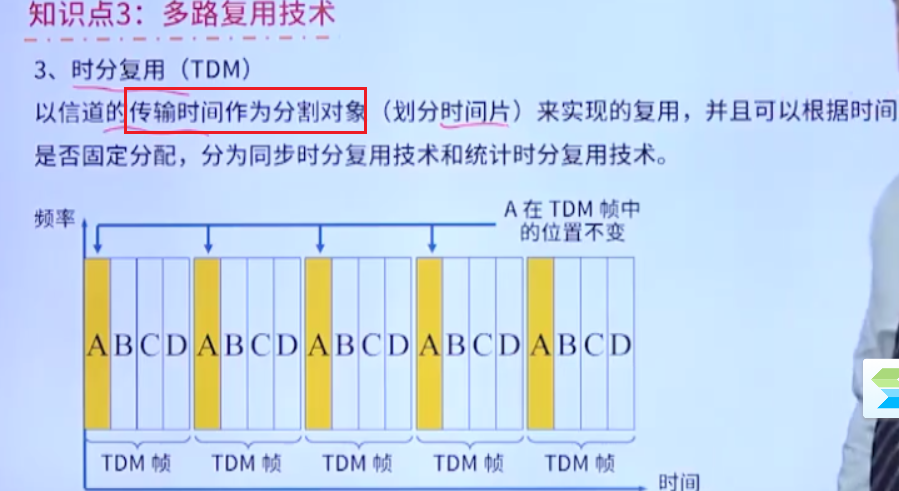 知识点3：多路复用技术
3、时分复用（TDM）
以信道的传输时间作为分割对象（划分时间片）来实现的复用，并且可以根据时间
是否固定分配，分为同步时分复用技术和统计时分复用技术。
频率
A 在 TDM 帧中
的位置不变
A B C D A B C D A B C D A B C D A B C D
TDM 帧 TDM 帧 TDM 帧 TDM 帧 TDM 帧
时间